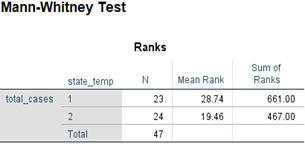 Mann-Whitney Test
Ranks
state_temp N Mean Rank Sum of Ranks
total_cases 1 23 28.74 661.00
2 24 19.46 467.00
Total 47